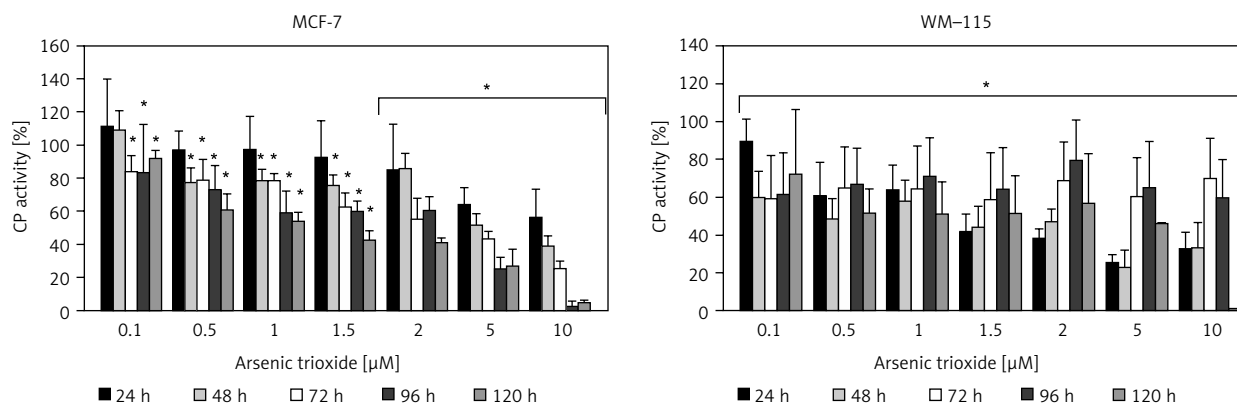 MCF-7
CP activity [%]
160
140
120
100
80
60
40
20
0
* * * * * * * * * * * * * * * *
0.1 0.5 1 1.5 2 5 10
Arsenic trioxide [µM]
24 h 48 h 72 h 96 h 120 h
WM–115
CP activity [%]
140
120
100
80
60
40
20
0
*
0.1 0.5 1 1.5 2 5 10
Arsenic trioxide [µM]
24 h 48 h 72 h 96 h 120 h